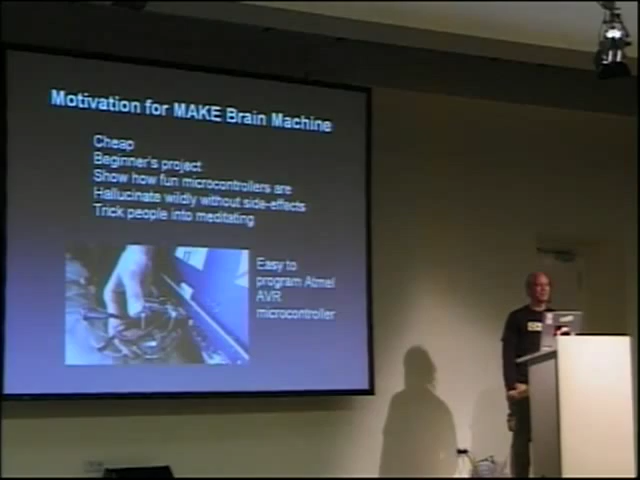 Motivation for MAKE Brain Machine
Cheap
Beginner's project
Show how fun microcontrollers are
Hallucinate wildly without side-effects
Trick people into meditating
Easy to
program Atmel
AVR
microcontroller